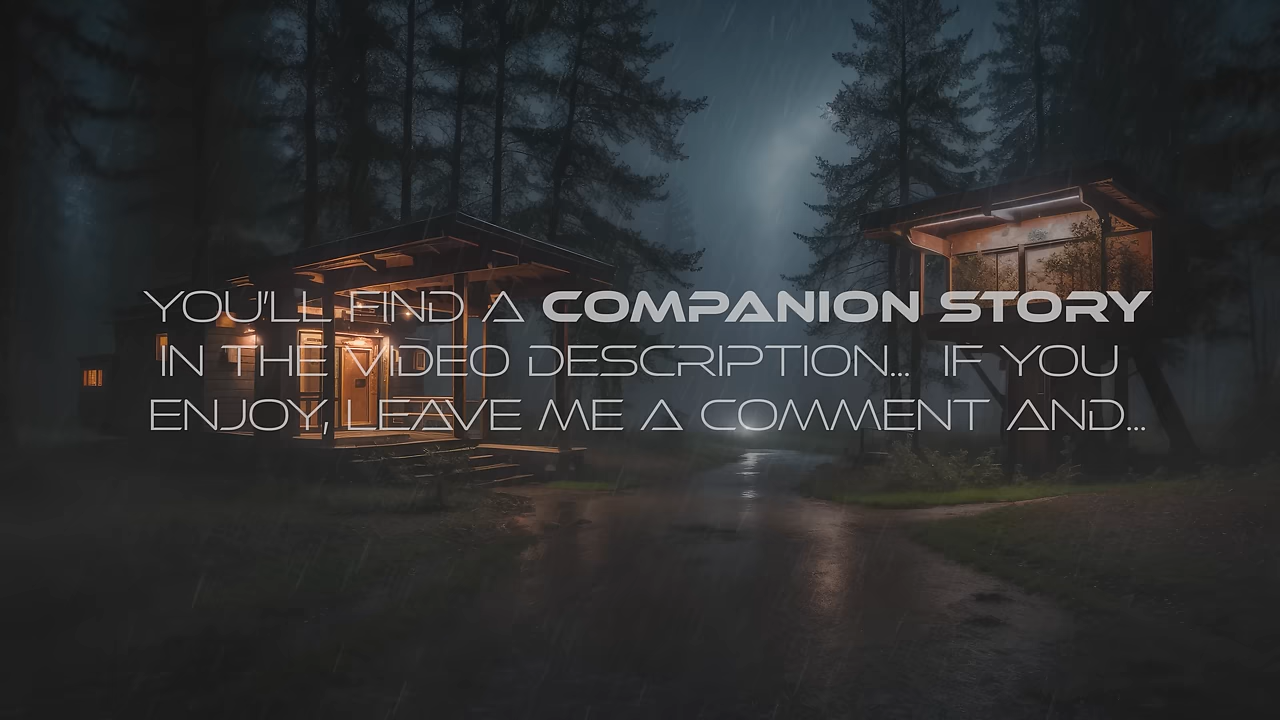 YOU'LL FIND A COMPANION STORY
IN THE VIDEO DESCRIPTION... IF YOU
ENJOY, LEAVE ME A COMMENT AND...